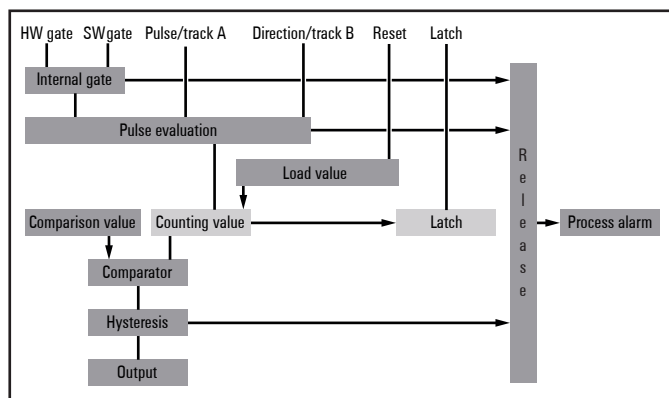 HW gate SW gate Pulse/track A Direction/track B Reset Latch
Internal gate
Pulse evaluation
Load value
Comparison value Counting value Latch
Comparator
Hysteresis
Output
Release
Process alarm